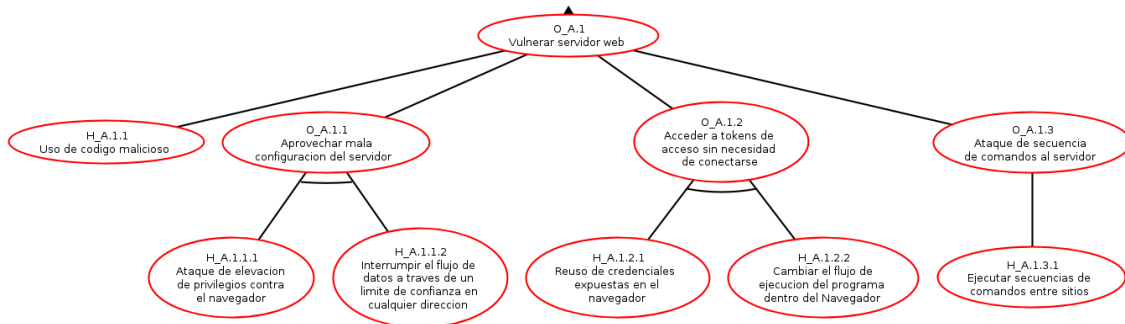 O_A.1
Vulnerar servidor web
H_A.1.1
Uso de codigo malicioso
O_A.1.1
Aprovechar mala
configuracion del servidor
O_A.1.2
Acceder a tokens de
acceso sin necesidad
de conectarse
O_A.1.3
Ataque de secuencia
de comandos al servidor
H_A.1.1.1
Ataque de elevacion
de privilegios contra
el navegador
H_A.1.1.2
Interrumpir el flujo de
datos a traves de un
limite de confianza en
cualquier direccion
H_A.1.2.1
Reuso de credenciales
expuestas en el
navegador
H_A.1.2.2
Cambiar el flujo de
ejecucion del programa
dentro del Navegador
H_A.1.3.1
Ejecutar secuencias de
comandos entre sitios